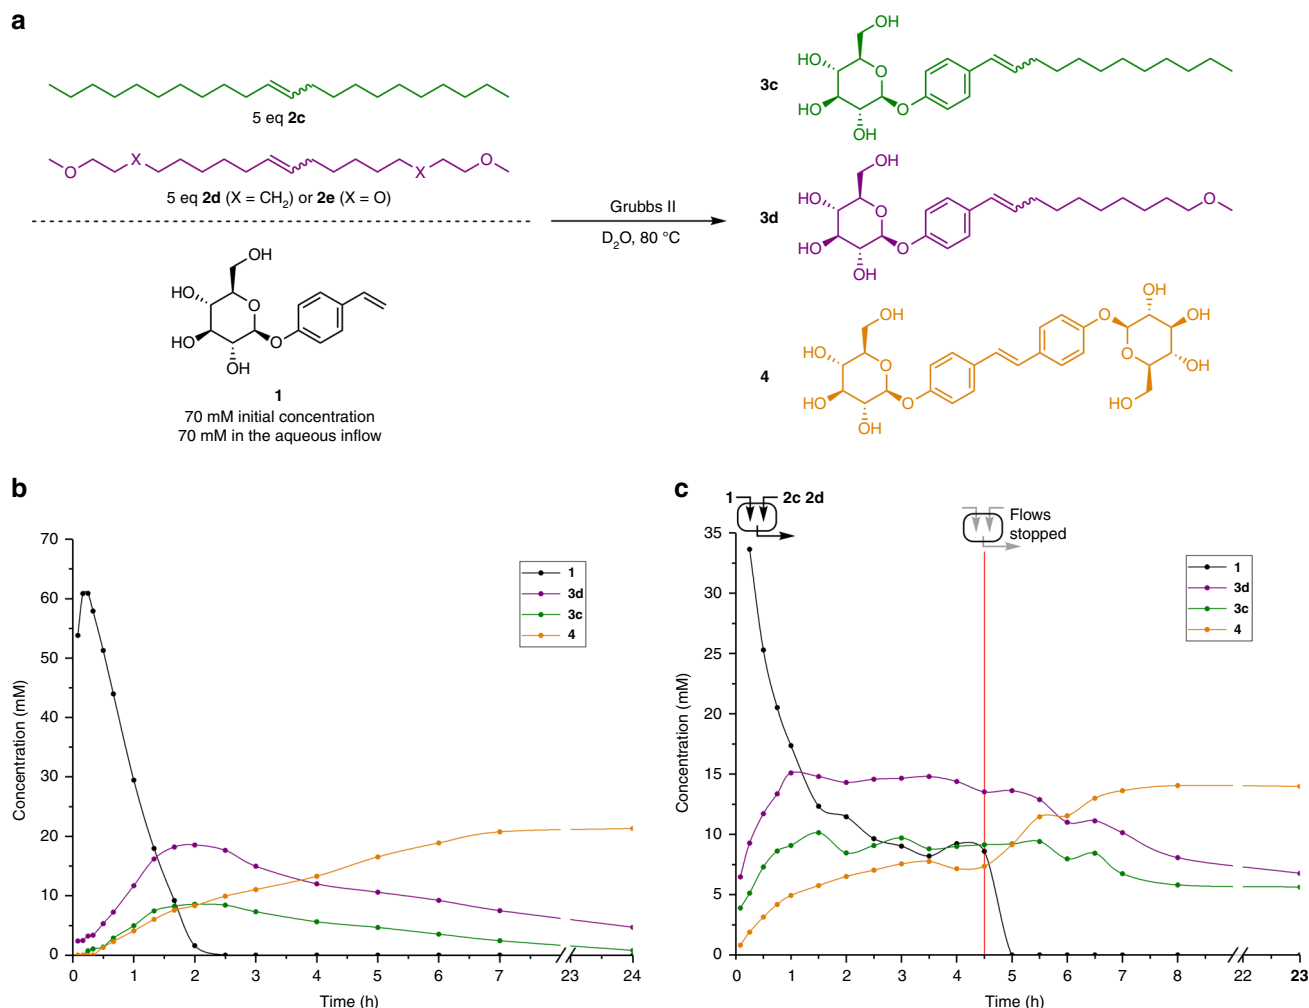 a
5 eq 2c
X
O
X
O
5 eq 2d (X = CH₂) or 2e (X = O)
OH
HO
O
HO
O
OH
1
70 mM initial concentration
70 mM in the aqueous inflow
Grubbs II
D₂O, 80 °C
OH
HO
O
3c
HO
O
OH
OH
HO
O
3d
HO
O
O
OH
OH
OH
O
OH
HO
O
4
O
OH
HO
O
HO
OH
b
70
60
50
40
30
20
10
0
Concentration (mM)
1
3d
3c
4
0 1 2 3 4 5 6 7 23 24
Time (h)
c
1 2c 2d
Flows
stopped
35
30
25
20
15
10
5
0
Concentration (mM)
1
3d
3c
4
0 1 2 3 4 5 6 7 8 22 23
Time (h)